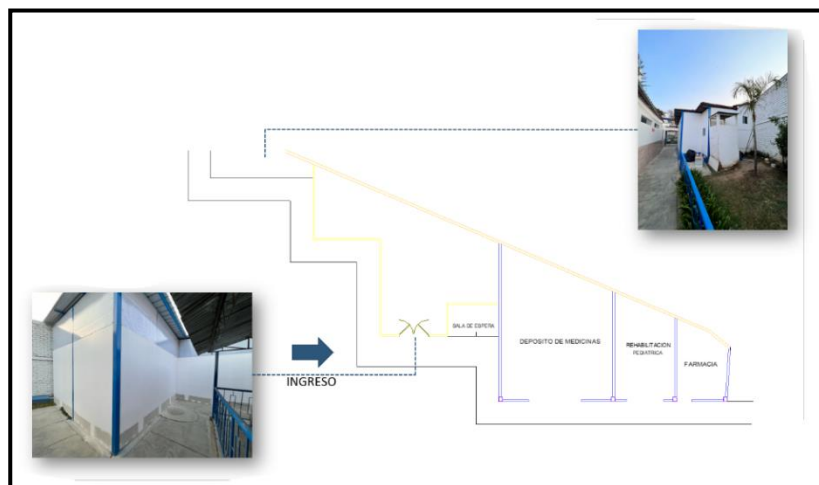 SALA DE ESPERA
DEPOSITO DE MEDICINAS
REHABILITACION
PEDIATRICA
FARMACIA
INGRESO